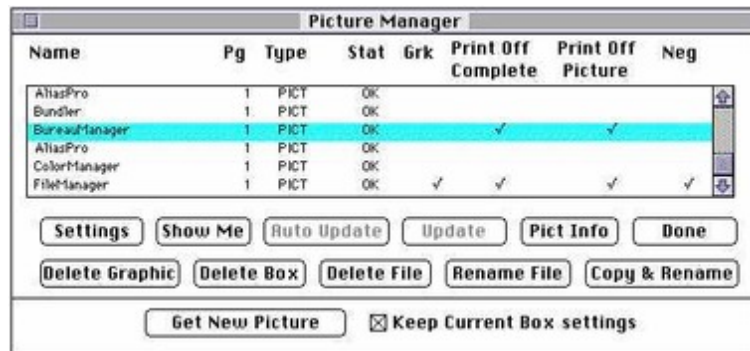 Picture Manager
Name Pg Type Stat Grk Print Off Complete Print Off Picture Neg
AliasPro 1 PICT OK
Bundler 1 PICT OK
BureauManager 1 PICT OK ✓ ✓
AliasPro 1 PICT OK
ColorManager 1 PICT OK
FileManager 1 PICT OK ✓ ✓ ✓ ✓
Settings Show Me Auto Update Update Pict Info Done
Delete Graphic Delete Box Delete File Rename File Copy & Rename
Get New Picture Keep Current Box settings